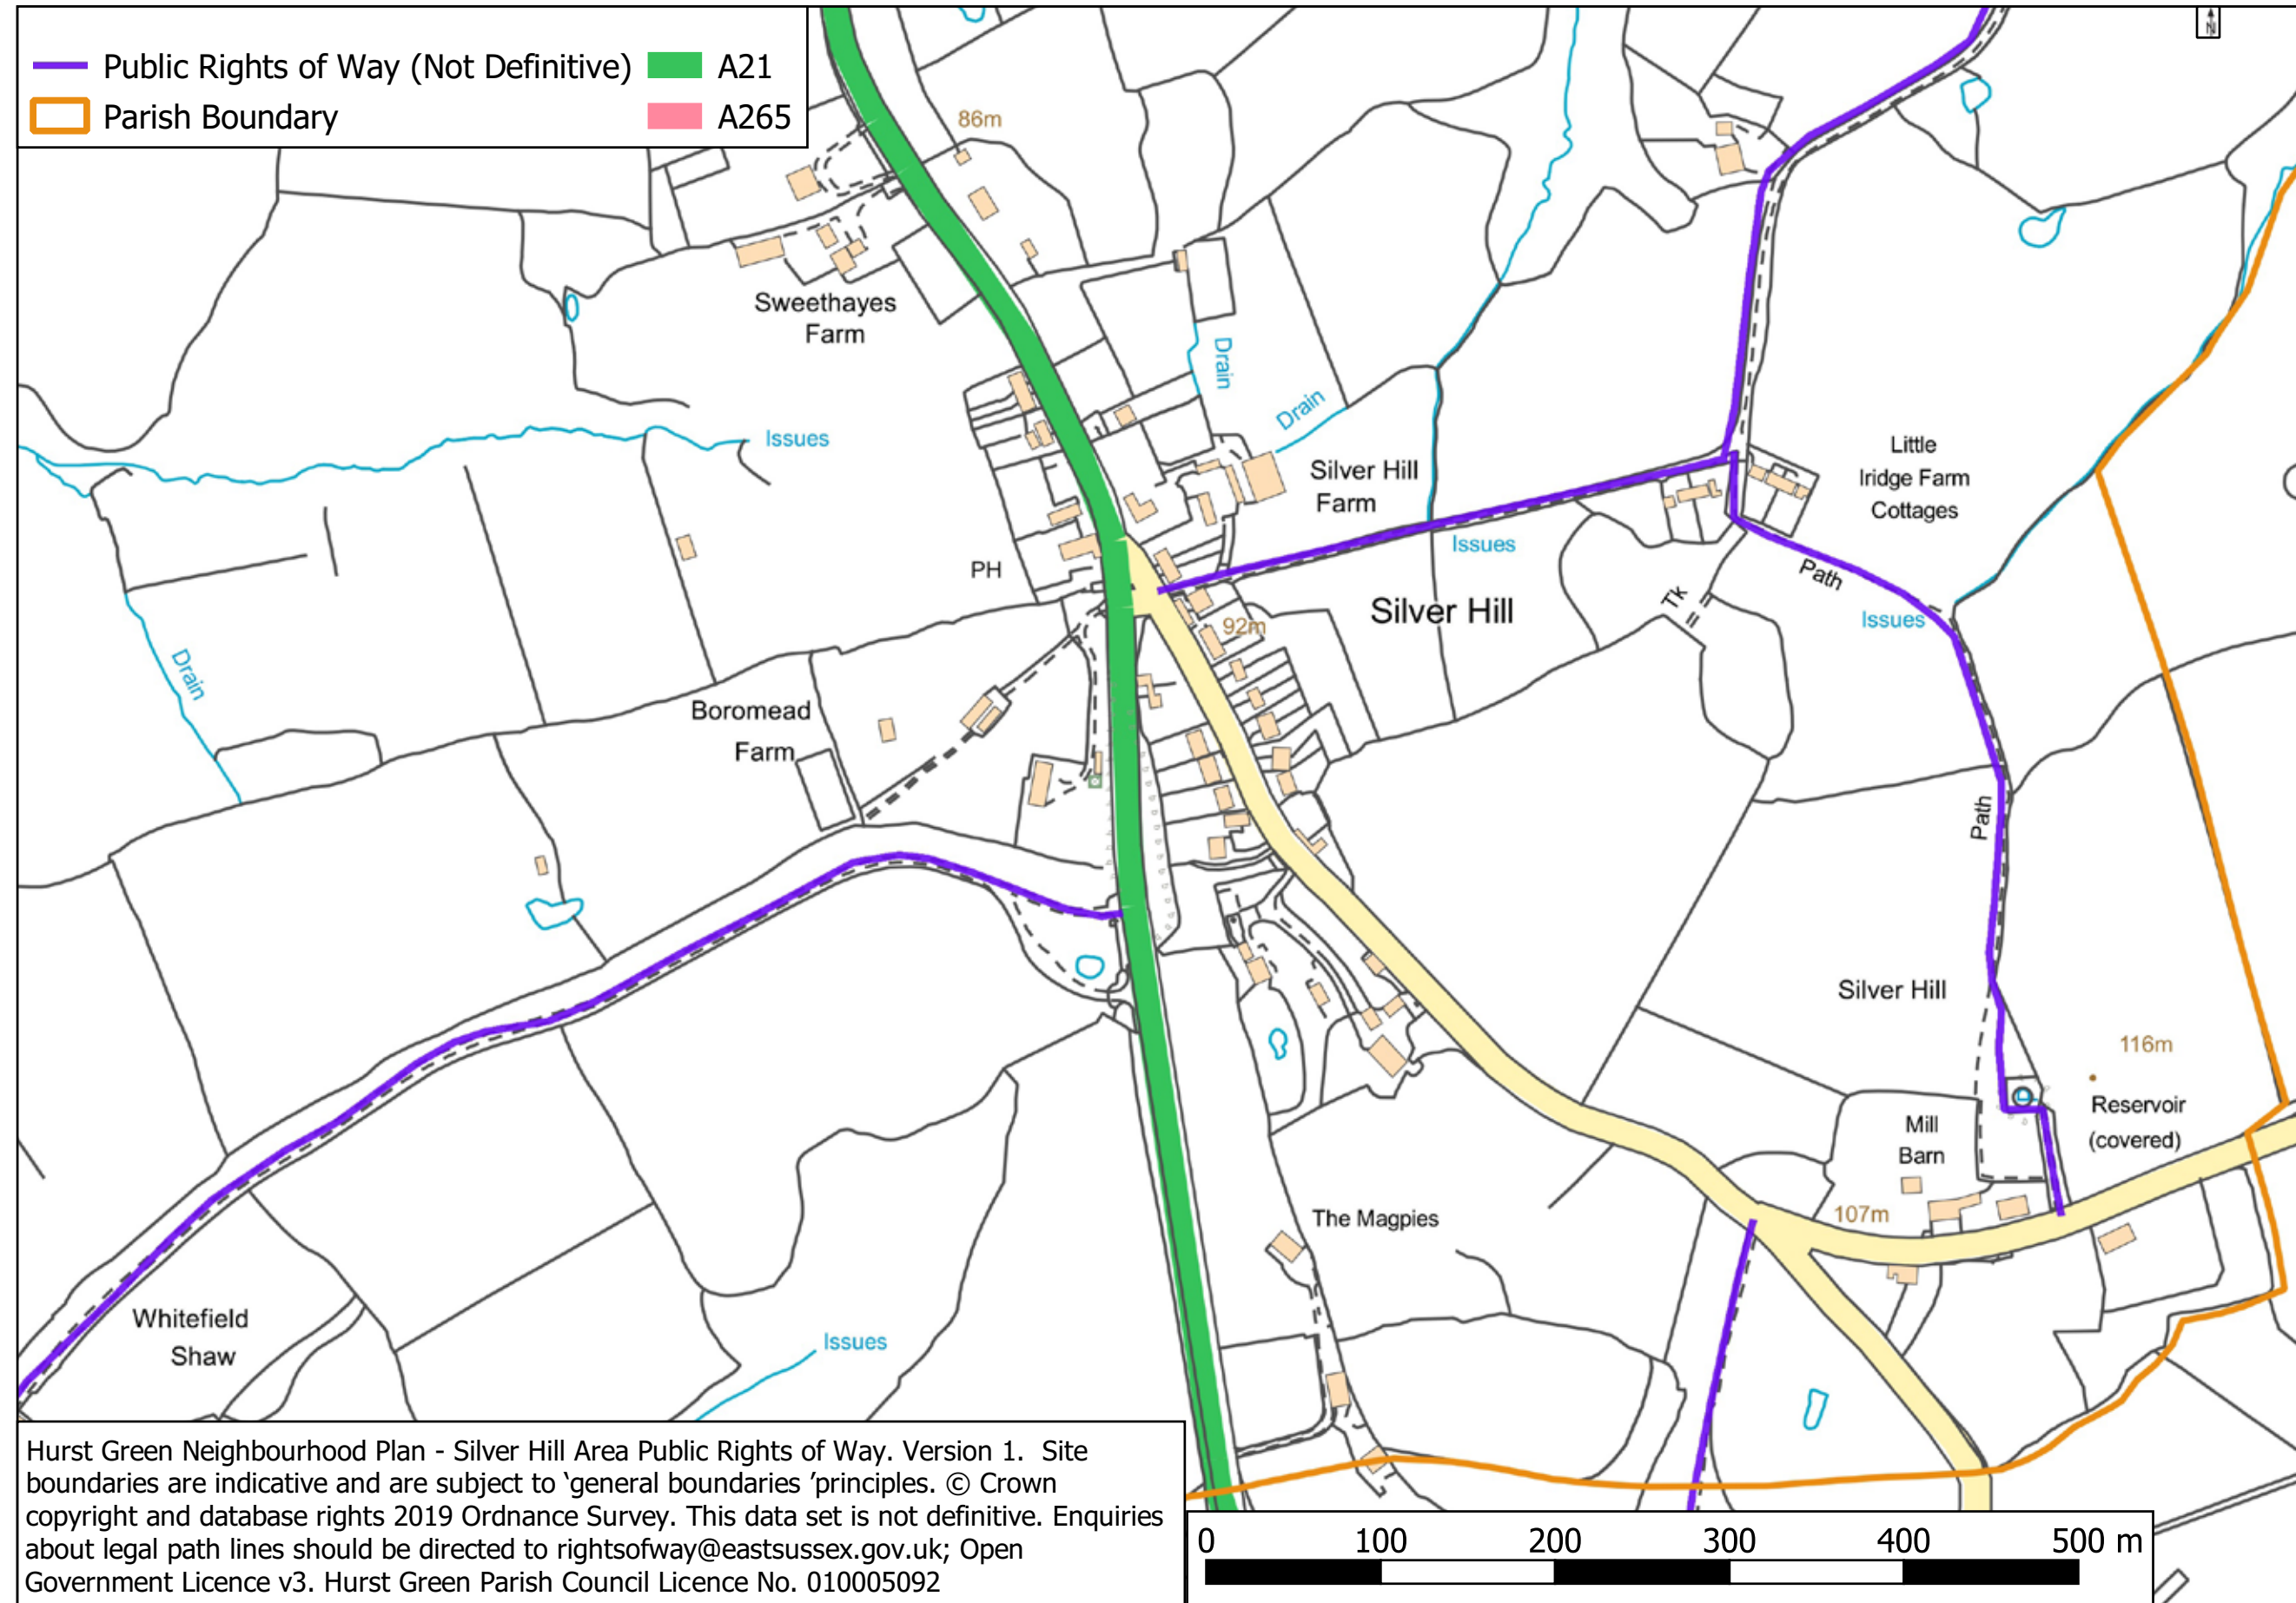 Public Rights of Way (Not Definitive)
A21
Parish Boundary
A265
N
86m
Sweethayes
Farm
Drain
Drain
Issues
Silver Hill
Farm
Little
Iridge Farm
Cottages
Issues
PH
Path
Tk
Silver Hill
Issues
92m
Drain
Boromead
Farm
Path
Silver Hill
116m
Reservoir
(covered)
Mill
Barn
107m
The Magpies
Whitefield
Shaw
Issues
Hurst Green Neighbourhood Plan - Silver Hill Area Public Rights of Way. Version 1.  Site
boundaries are indicative and are subject to ‘general boundaries ’principles. © Crown
copyright and database rights 2019 Ordnance Survey. This data set is not definitive. Enquiries
about legal path lines should be directed to rightsofway@eastsussex.gov.uk; Open
Government Licence v3. Hurst Green Parish Council Licence No. 010005092
0 100 200 300 400 500 m